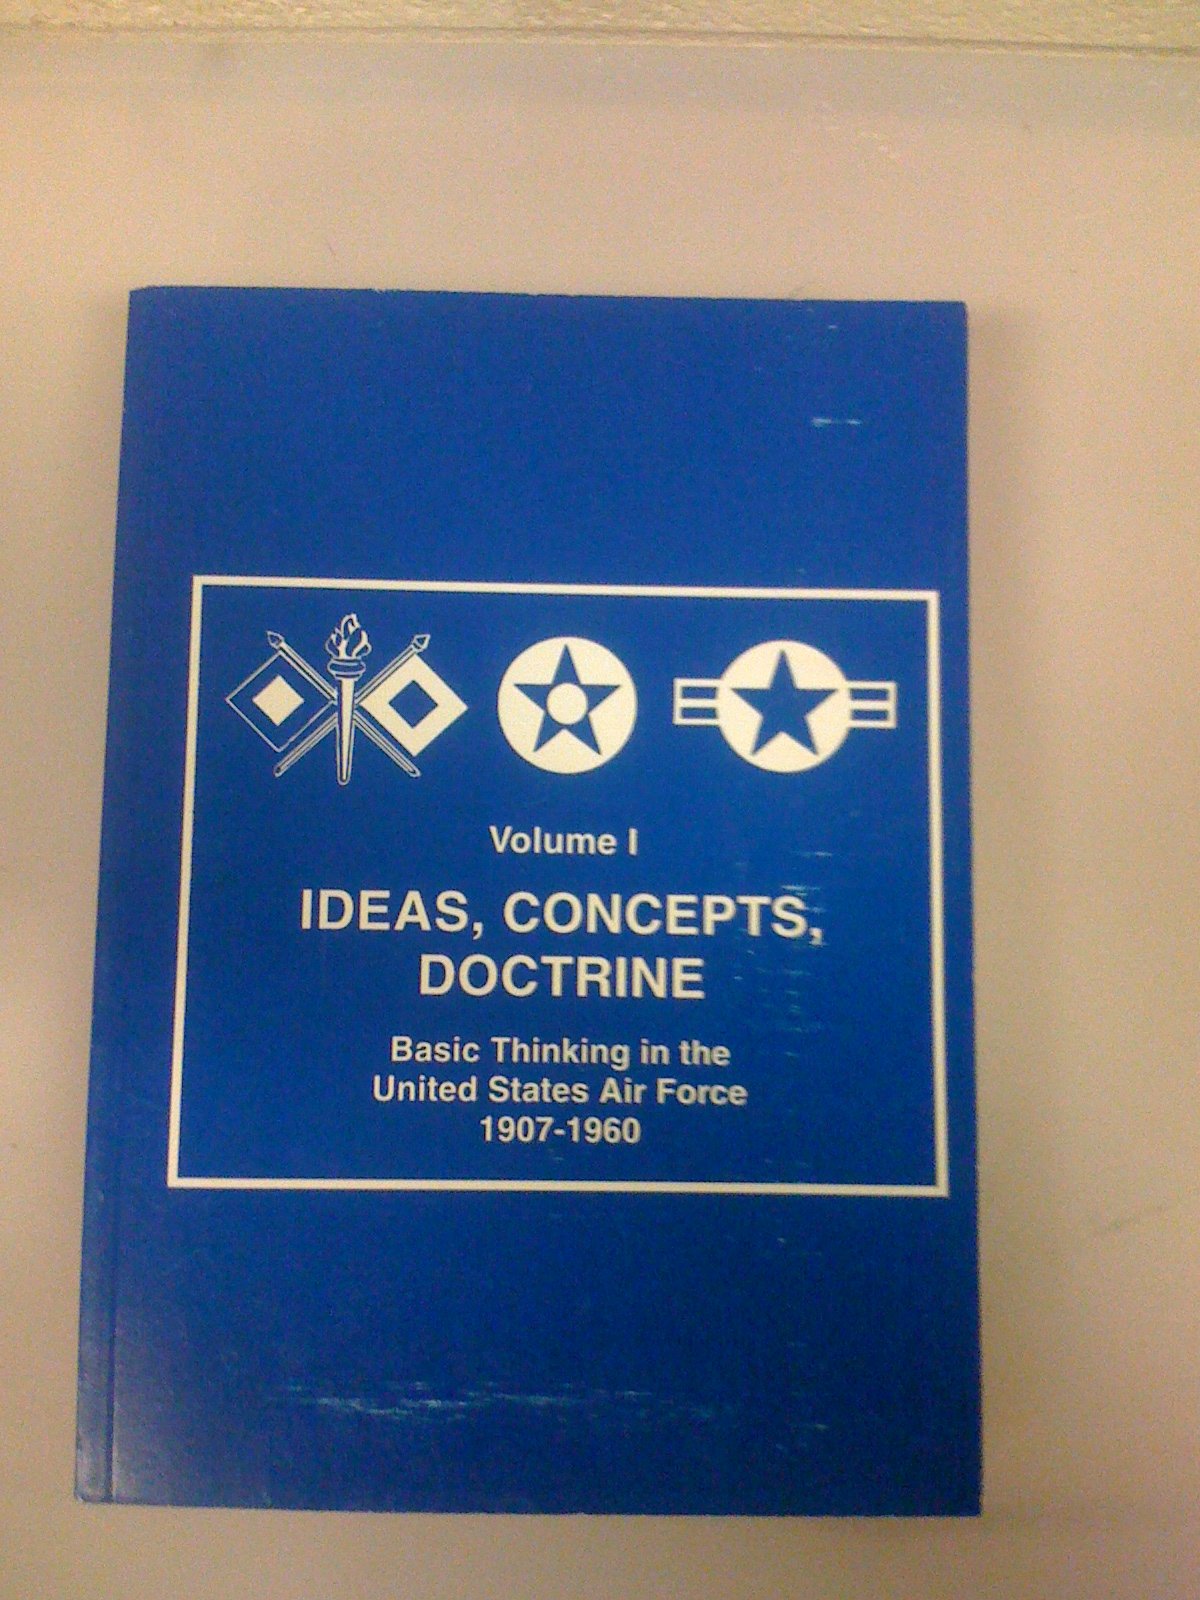 Volume I
IDEAS, CONCEPTS,
DOCTRINE
Basic Thinking in the
United States Air Force
1907-1960